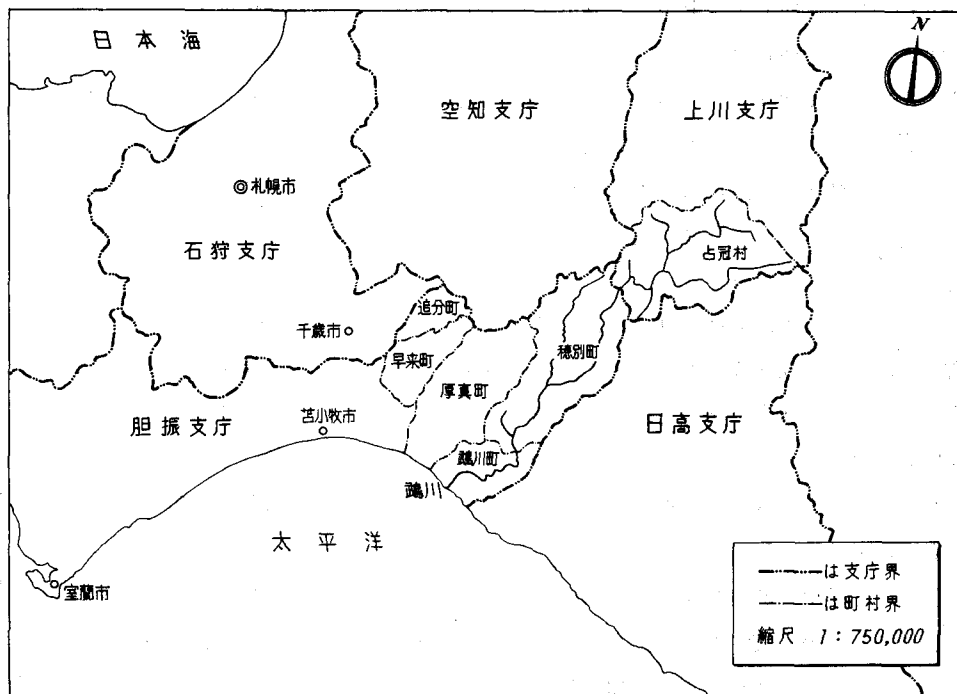 日本海
N
空知支庁
上川支庁
◎札幌市
石狩支庁
占冠村
追分町
千歳市
早来町
穂別町
厚真町
胆振支庁
苫小牧市
日高支庁
鵡川町
鵡川
太平洋
室蘭市
は支庁界
は町村界
縮尺 1:750,000